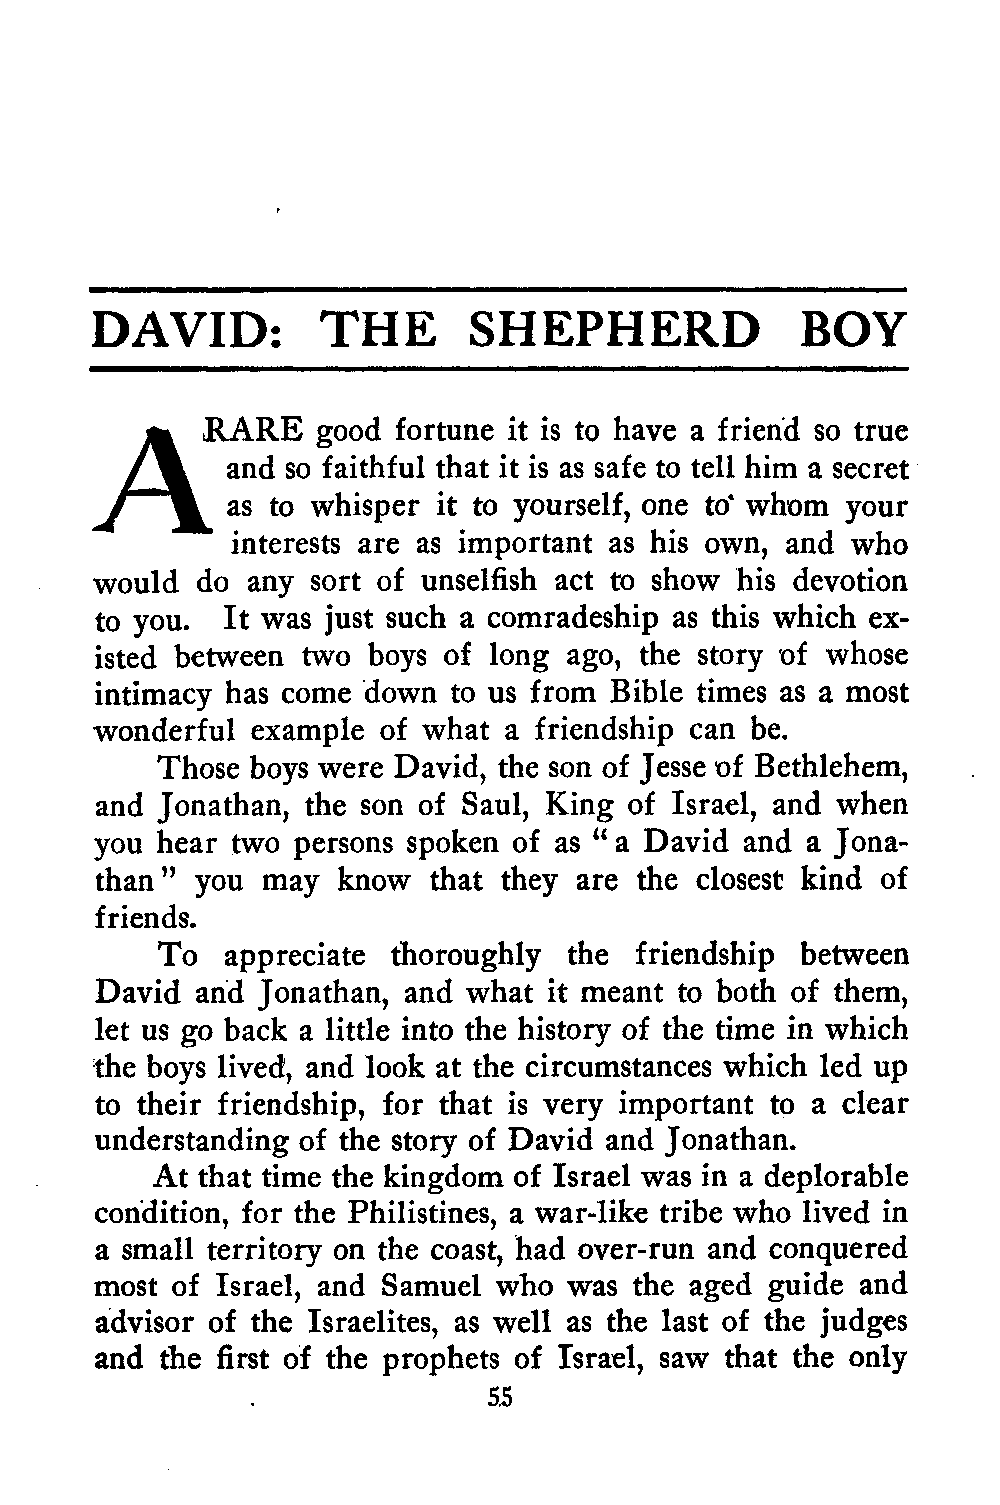 DAVID: THE SHEPHERD BOY
A RARE good fortune it is to have a friend so true
and so faithful that it is as safe to tell him a secret
as to whisper it to yourself, one to whom your
interests are as important as his own, and who
would do any sort of unselfish act to show his devotion
to you. It was just such a comradeship as this which ex-
isted between two boys of long ago, the story of whose
intimacy has come down to us from Bible times as a most
wonderful example of what a friendship can be.
Those boys were David, the son of Jesse of Bethlehem,
and Jonathan, the son of Saul, King of Israel, and when
you hear two persons spoken of as " a David and a Jona-
than " you may know that they are the closest kind of
friends.
To appreciate thoroughly the friendship between
David and Jonathan, and what it meant to both of them,
let us go back a little into the history of the time in which
the boys lived, and look at the circumstances which led up
to their friendship, for that is very important to a clear
understanding of the story of David and Jonathan.
At that time the kingdom of Israel was in a deplorable
condition, for the Philistines, a war-like tribe who lived in
a small territory on the coast, had over-run and conquered
most of Israel, and Samuel who was the aged guide and
advisor of the Israelites, as well as the last of the judges
and the first of the prophets of Israel, saw that the only
55